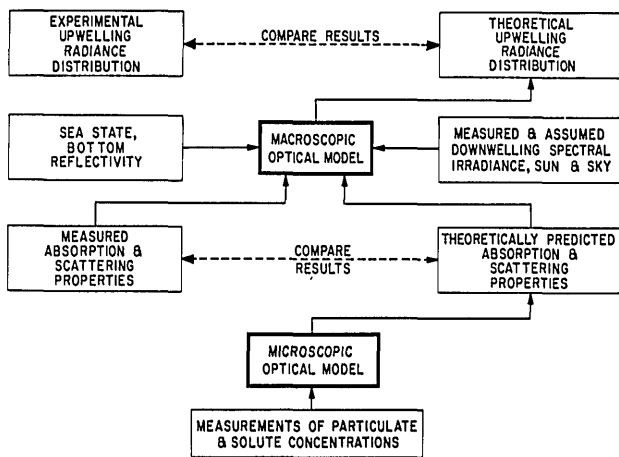 EXPERIMENTAL
UPWELLING
RADIANCE
DISTRIBUTION
COMPARE RESULTS
THEORETICAL
UPWELLING
RADIANCE
DISTRIBUTION
SEA STATE,
BOTTOM
REFLECTIVITY
MACROSCOPIC
OPTICAL MODEL
MEASURED & ASSUMED
DOWNWELLING SPECTRAL
IRRADIANCE, SUN & SKY
MEASURED
ABSORPTION &
SCATTERING
PROPERTIES
COMPARE
RESULTS
THEORETICALLY PREDICTED
ABSORPTION &
SCATTERING
PROPERTIES
MICROSCOPIC
OPTICAL MODEL
MEASUREMENTS OF PARTICULATE
& SOLUTE CONCENTRATIONS